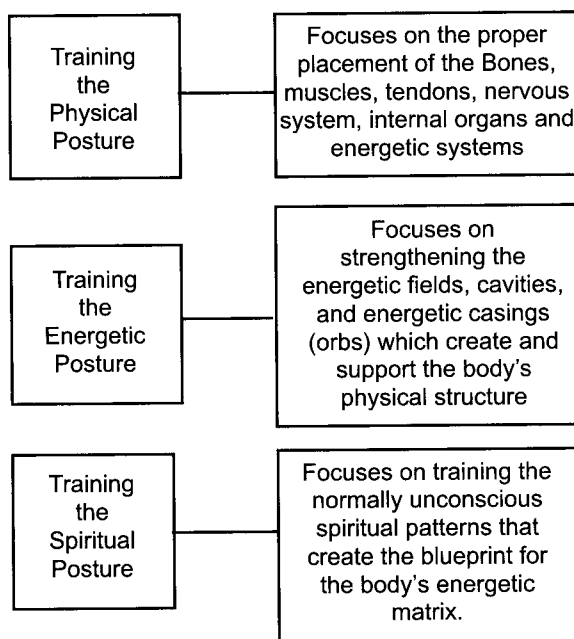 Training
the
Physical
Posture
Focuses on the proper
placement of the Bones,
muscles, tendons, nervous
system, internal organs and
energetic systems
Training
the
Energetic
Posture
Focuses on
strengthening the
energetic fields, cavities,
and energetic casings
(orbs) which create and
support the body's
physical structure
Training
the
Spiritual
Posture
Focuses on training the
normally unconscious
spiritual patterns that
create the blueprint for
the body's energetic
matrix.